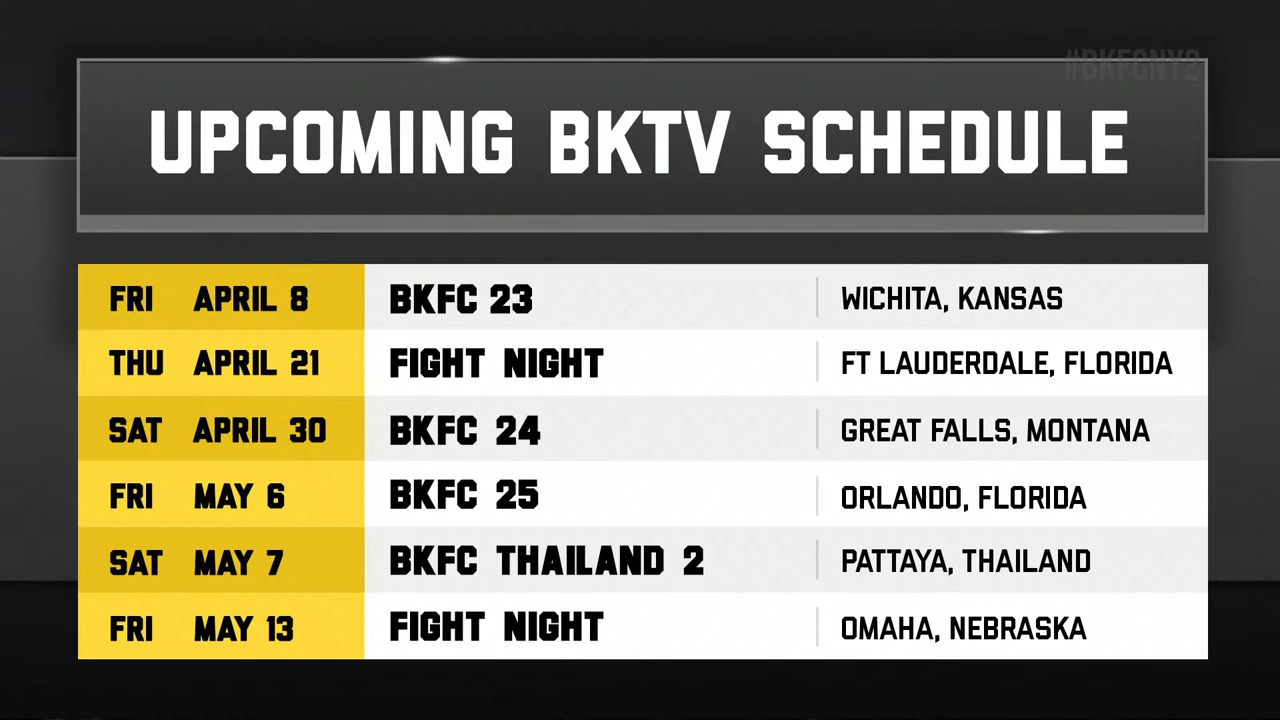 #BKFCNY2
UPCOMING BKTV SCHEDULE
FRI APRIL 8 BKFC 23 WICHITA, KANSAS
THU APRIL 21 FIGHT NIGHT FT LAUDERDALE, FLORIDA
SAT APRIL 30 BKFC 24 GREAT FALLS, MONTANA
FRI MAY 6 BKFC 25 ORLANDO, FLORIDA
SAT MAY 7 BKFC THAILAND 2 PATTAYA, THAILAND
FRI MAY 13 FIGHT NIGHT OMAHA, NEBRASKA